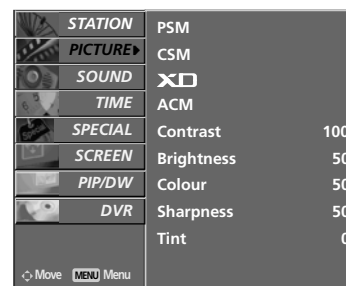 STATION
PICTURE
SOUND
TIME
SPECIAL
SCREEN
PIP/DW
DVR
Move MENU Menu
PSM
CSM
XD
ACM
Contrast 100
Brightness 50
Colour 50
Sharpness 50
Tint 0